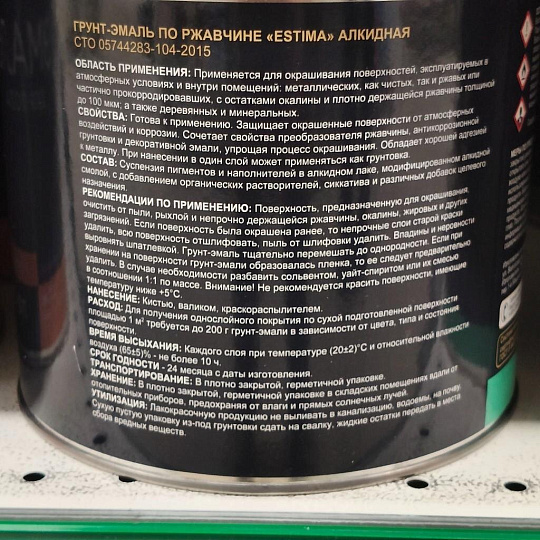 ГРУНТ-ЭМАЛЬ ПО РЖАВЧИНЕ «ESTIMA» АЛКИДНАЯ
СТО 05744283-104-2015
ОБЛАСТЬ ПРИМЕНЕНИЯ: Применяется для окрашивания поверхностей, эксплуатируемых в
атмосферных условиях и внутри помещений: металлических, как чистых, так и ржавых или
частично прокорродировавших, с остатками окалины и плотно держащейся ржавчины толщиной
до 100 мкм; а также деревянных и минеральных.
СВОЙСТВА: Готова к применению. Защищает окрашенные поверхности от атмосферных
воздействий и коррозии. Сочетает свойства преобразователя ржавчины, антикоррозионной
грунтовки и декоративной эмали, упрощая процесс окрашивания. Обладает хорошей адгезией
к металлу. При нанесении в один слой может применяться как грунтовка.
СОСТАВ: Суспензия пигментов и наполнителей в алкидном лаке, модифицированном алкидной
смолой, с добавлением органических растворителей, сиккатива и различных добавок целевого
назначения.
РЕКОМЕНДАЦИИ ПО ПРИМЕНЕНИЮ: Поверхность, предназначенную для окрашивания,
очистить от пыли, рыхлой и непрочно держащейся ржавчины, окалины, жировых и других
загрязнений. Если поверхность была окрашена ранее, то непрочные слои старой краски
удалить, всю поверхность отшлифовать, пыль от шлифовки удалить. Впадины и неровности
выровнять шпатлевкой. Грунт-эмаль тщательно перемешать до однородности. Если при
хранении на поверхности грунт-эмали образовалась пленка, то ее следует предварительно
удалить. В случае необходимости разбавить сольвентом, уайт-спиритом или их смесью
в соотношении 1:1 по массе. Внимание! Не рекомендуется красить поверхности, имеющие
температуру ниже +5°С.
НАНЕСЕНИЕ: Кистью, валиком, краскораспылителем.
РАСХОД: Для получения однослойного покрытия по сухой подготовленной поверхности
площадью 1 м² требуется до 200 г грунт-эмали в зависимости от цвета, типа и состояния
поверхности.
ВРЕМЯ ВЫСЫХАНИЯ: Каждого слоя при температуре (20±2)°С и относительной влажности
воздуха (65±5)% - не более 10 ч.
СРОК ГОДНОСТИ - 24 месяца с даты изготовления.
ТРАНСПОРТИРОВАНИЕ: В плотно закрытой, герметичной упаковке.
ХРАНЕНИЕ: В плотно закрытой, герметичной упаковке в складских помещениях вдали от
отопительных приборов, предохраняя от влаги и прямых солнечных лучей.
УТИЛИЗАЦИЯ: Лакокрасочную продукцию не выливать в канализацию, водоемы, на почву.
Сухую пустую упаковку из-под грунтовки сдать на свалку, жидкие остатки передать в места
сбора вредных веществ.